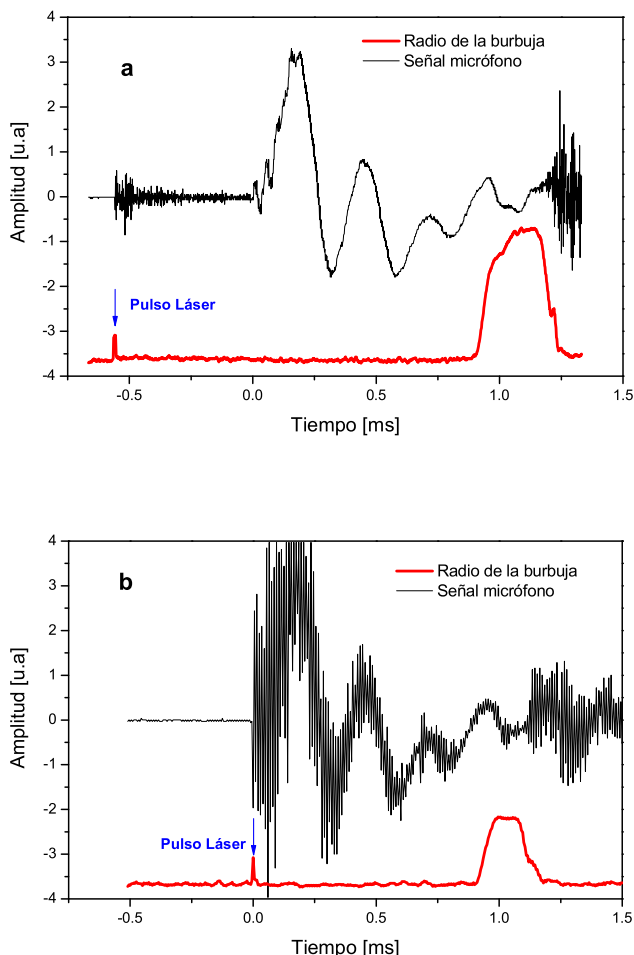 4
3
2
1
0
-1
-2
-3
-4
Amplitud [u.a]
a
Radio de la burbuja
Señal micrófono
Pulso Láser
-0.5 0.0 0.5 1.0 1.5
Tiempo [ms]
4
3
2
1
0
-1
-2
-3
-4
Amplitud [u.a]
b
Radio de la burbuja
Señal micrófono
Pulso Láser
-0.5 0.0 0.5 1.0 1.5
Tiempo [ms]